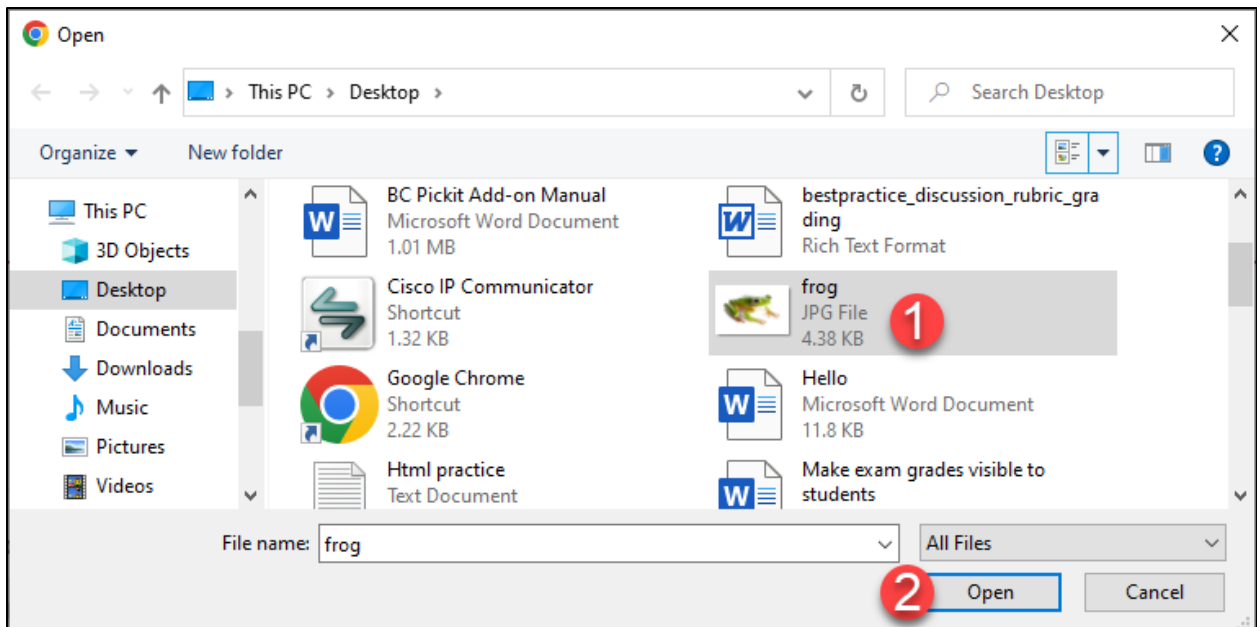 Open
This PC > Desktop >
Search Desktop
Organize
New folder
This PC
3D Objects
Desktop
Documents
Downloads
Music
Pictures
Videos
BC Pickit Add-on Manual
Microsoft Word Document
1.01 MB
bestpractice_discussion_rubric_gra
ding
Rich Text Format
Cisco IP Communicator
Shortcut
1.32 KB
frog
JPG File
4.38 KB
1
Google Chrome
Shortcut
2.22 KB
Hello
Microsoft Word Document
11.8 KB
Html practice
Text Document
Make exam grades visible to
students
File name: frog
All Files
2
Open
Cancel